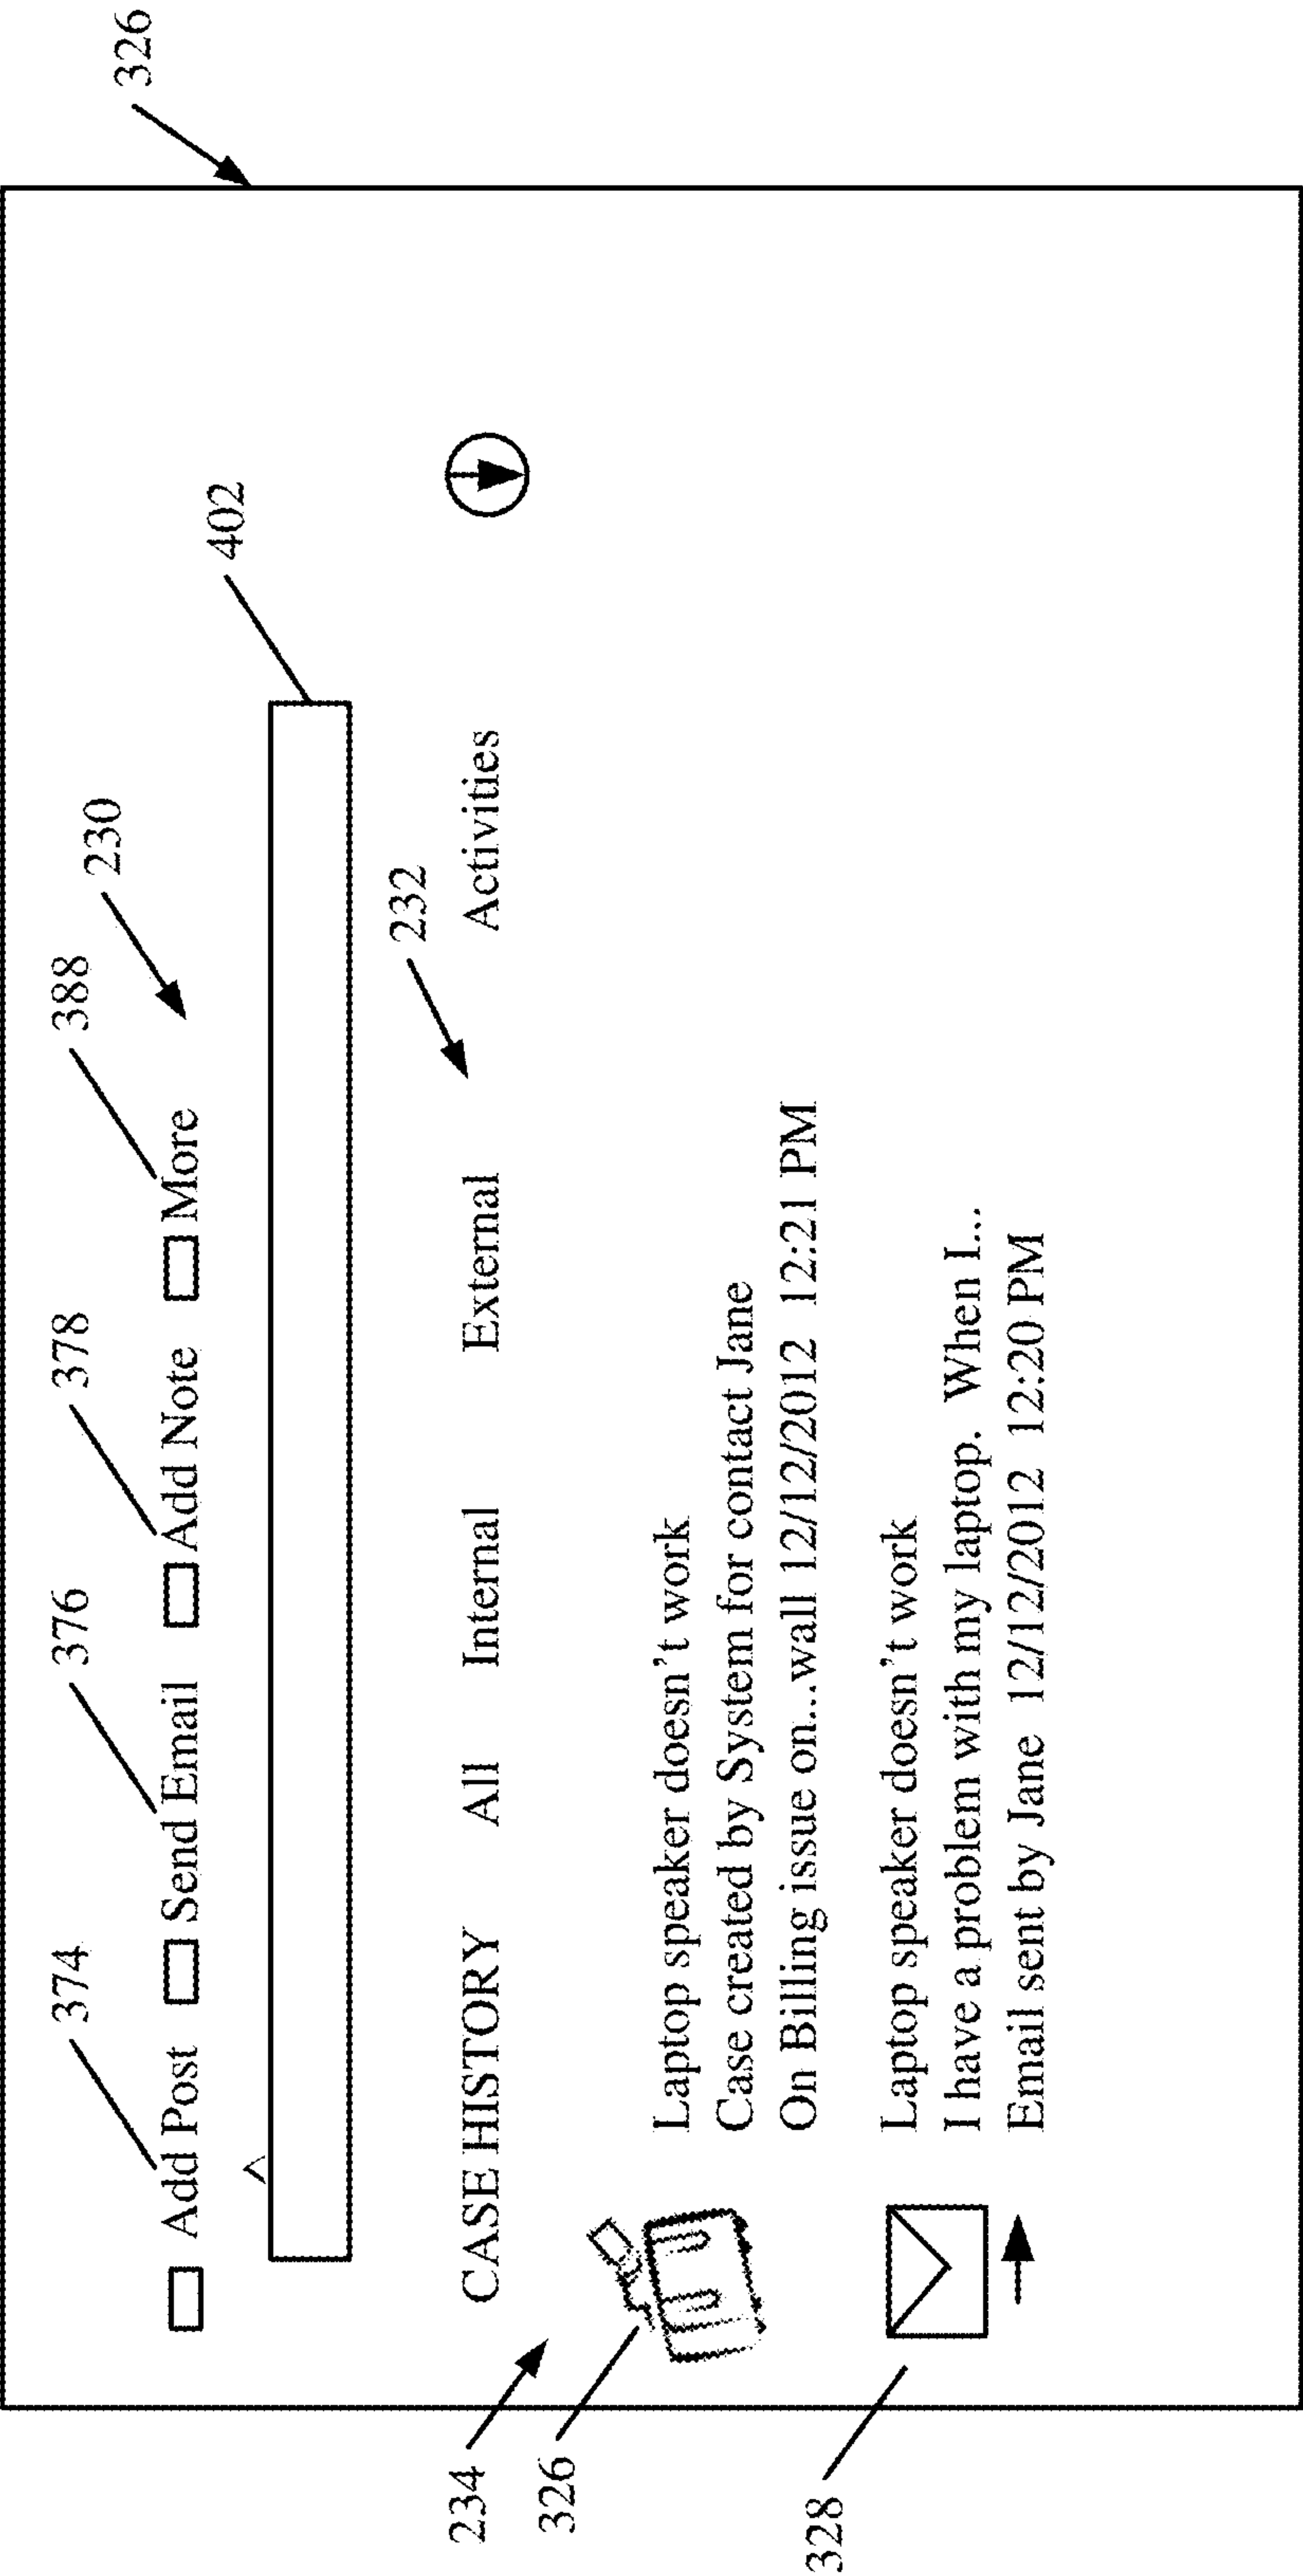 326
374
376
378
388
230
Add Post
Send Email
Add Note
More
402
232
CASE HISTORY
All
Internal
External
Activities
234
326
Laptop speaker doesn't work
Case created by System for contact Jane
On Billing issue on...wall 12/12/2012 12:21 PM
328
Laptop speaker doesn't work
I have a problem with my laptop. When I...
Email sent by Jane 12/12/2012 12:20 PM